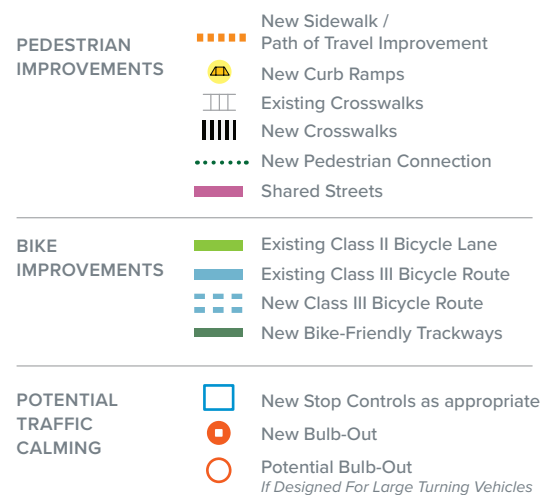 PEDESTRIAN
IMPROVEMENTS
New Sidewalk /
Path of Travel Improvement
New Curb Ramps
Existing Crosswalks
New Crosswalks
New Pedestrian Connection
Shared Streets
BIKE
IMPROVEMENTS
Existing Class II Bicycle Lane
Existing Class III Bicycle Route
New Class III Bicycle Route
New Bike-Friendly Trackways
POTENTIAL
TRAFFIC
CALMING
New Stop Controls as appropriate
New Bulb-Out
Potential Bulb-Out
If Designed For Large Turning Vehicles